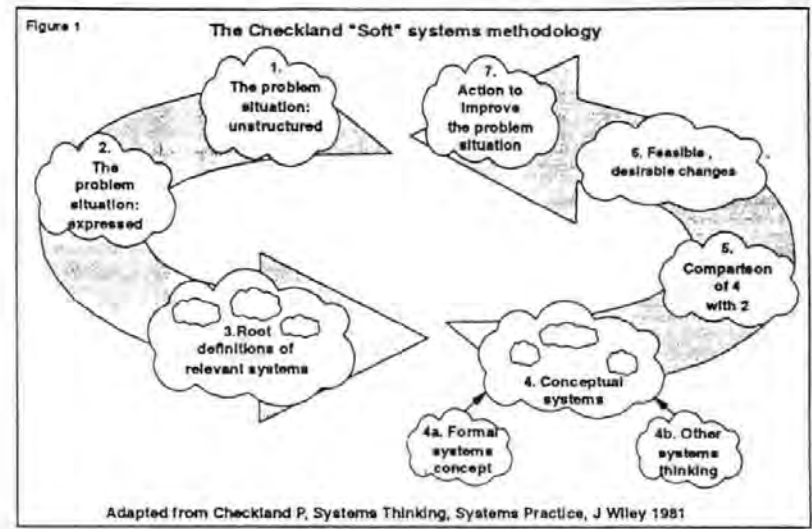 Figure 1
The Checkland "Soft" systems methodology
1.
The problem
situation:
unstructured
2.
The
problem
situation:
expressed
3.Root
definitions of
relevant systems
4. Conceptual
systems
4a. Formal
systems
concept
4b. Other
systems
thinking
5.
Comparison
of 4
with 2
6. Feasible ,
desirable changes
7.
Action to
improve
the problem
situation
Adapted from Checkland P, Systems Thinking, Systems Practice, J Wiley 1981